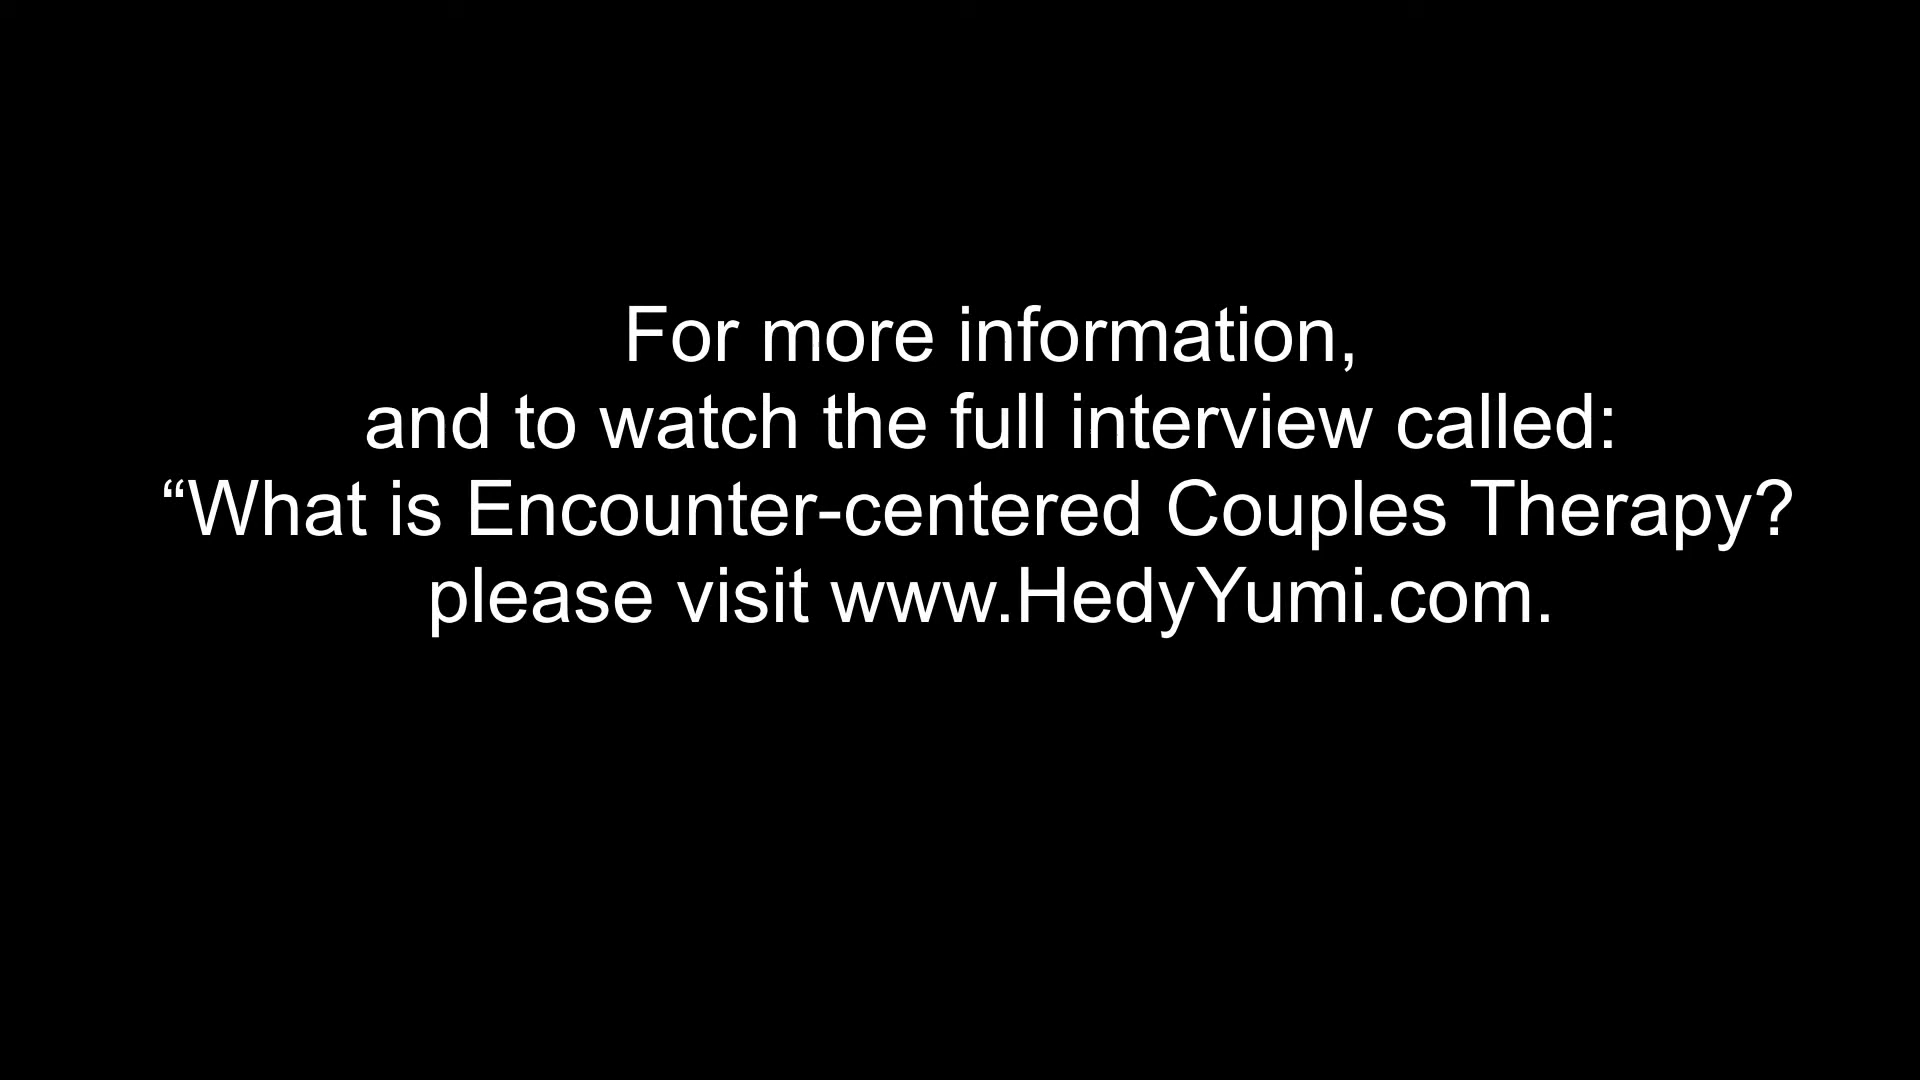 For more information,
and to watch the full interview called:
“What is Encounter-centered Couples Therapy?
please visit www.HedyYumi.com.